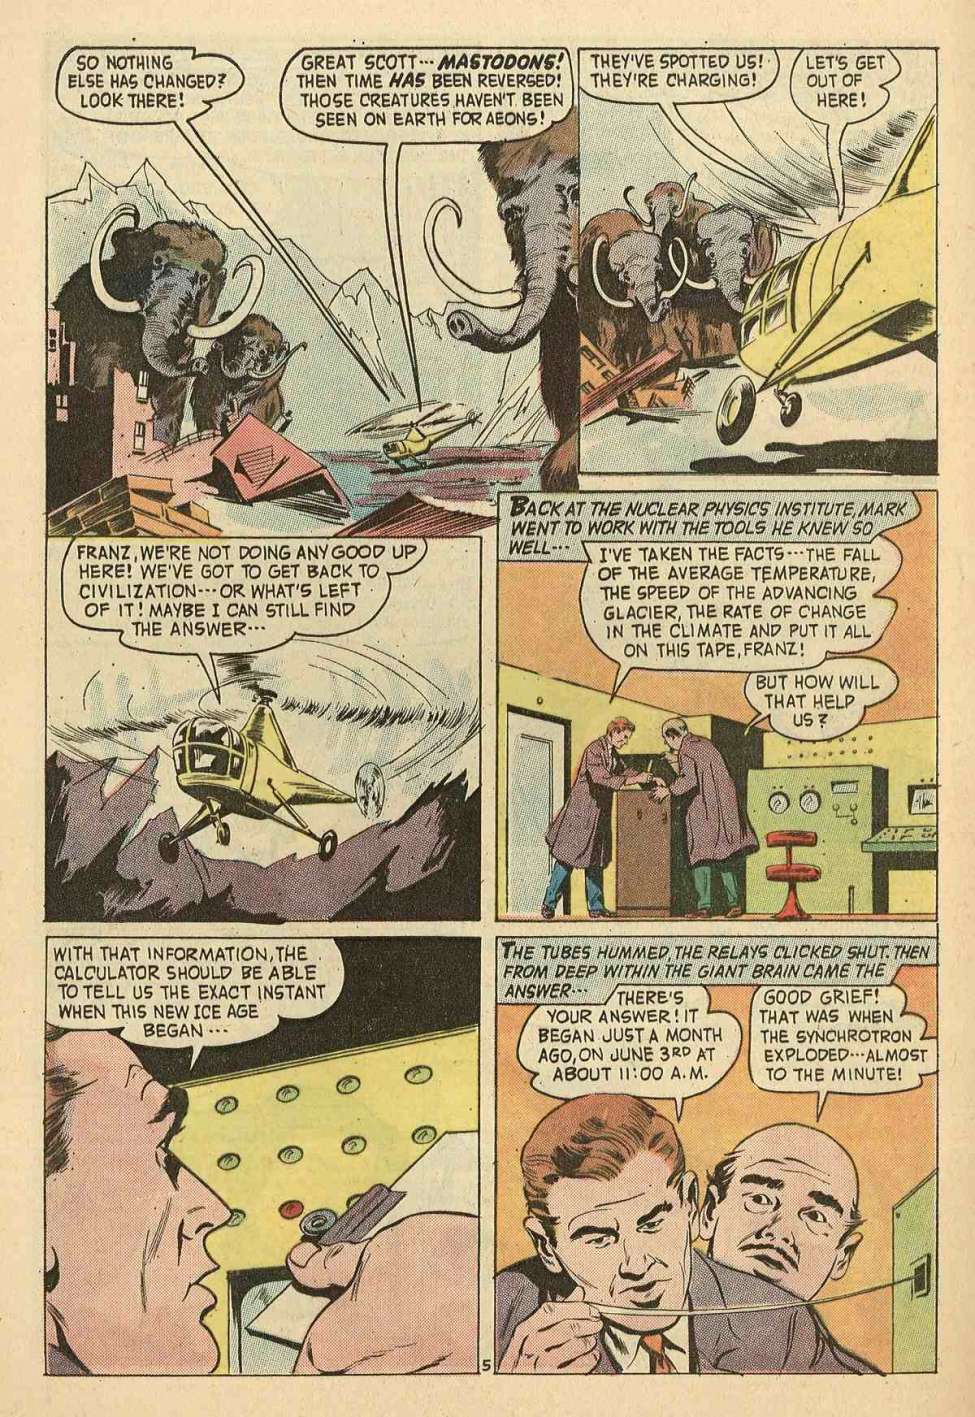 SO NOTHING
ELSE HAS CHANGED?
LOOK THERE!
GREAT SCOTT--- MASTODONS!
THEN TIME HAS BEEN REVERSED!
THOSE CREATURES HAVEN'T BEEN
SEEN ON EARTH FOR AEONS!
THEY'VE SPOTTED US!
THEY'RE CHARGING!
LET'S GET
OUT OF
HERE!
FRANZ, WE'RE NOT DOING ANY GOOD UP
HERE! WE'VE GOT TO GET BACK TO
CIVILIZATION---OR WHAT'S LEFT
OF IT! MAYBE I CAN STILL FIND
THE ANSWER---
BACK AT THE NUCLEAR PHYSICS INSTITUTE, MARK
WENT TO WORK WITH THE TOOLS HE KNEW SO
WELL---
I'VE TAKEN THE FACTS---THE FALL
OF THE AVERAGE TEMPERATURE,
THE SPEED OF THE ADVANCING
GLACIER, THE RATE OF CHANGE
IN THE CLIMATE AND PUT IT ALL
ON THIS TAPE, FRANZ!
BUT HOW WILL
THAT HELP
US?
WITH THAT INFORMATION, THE
CALCULATOR SHOULD BE ABLE
TO TELL US THE EXACT INSTANT
WHEN THIS NEW ICE AGE
BEGAN---
THE TUBES HUMMED, THE RELAYS CLICKED SHUT. THEN
FROM DEEP WITHIN THE GIANT BRAIN CAME THE
ANSWER---
THERE'S
YOUR ANSWER! IT
BEGAN JUST A MONTH
AGO, ON JUNE 3RD AT
ABOUT 11:00 A.M.
GOOD GRIEF!
THAT WAS WHEN
THE SYNCHROTRON
EXPLODED---ALMOST
TO THE MINUTE!
5